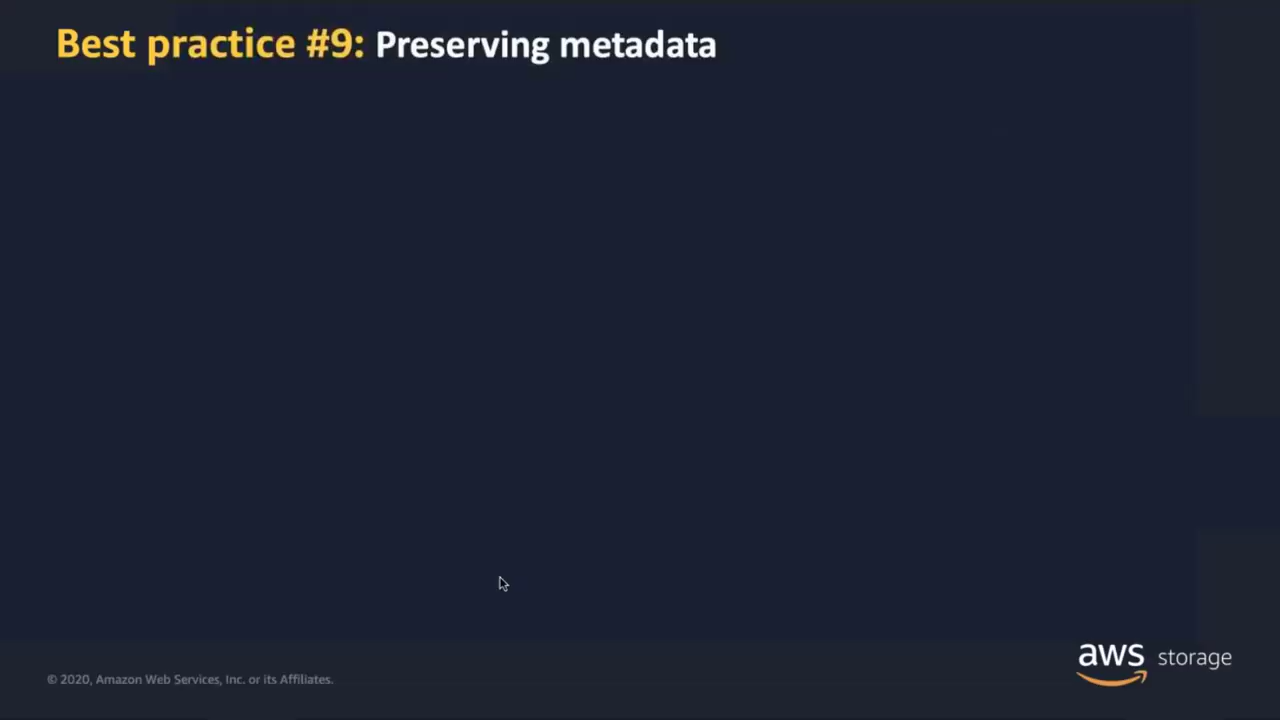 Best practice #9: Preserving metadata
aws storage
© 2020, Amazon Web Services, Inc. or its Affiliates.